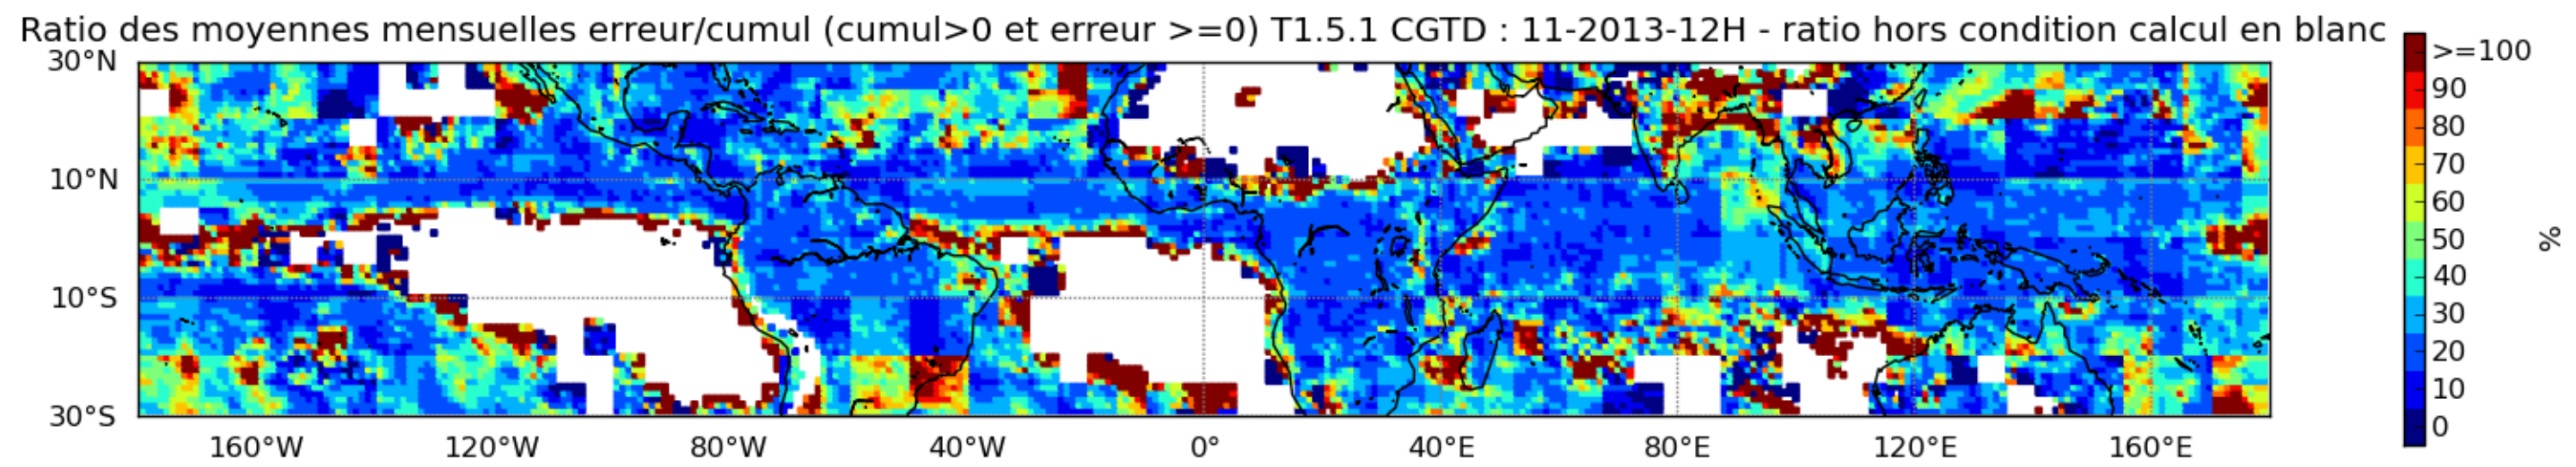 Ratio des moyennes mensuelles erreur/cumul (cumul>0 et erreur >=0) T1.5.1 CGTD : 11-2013-12H - ratio hors condition calcul en blanc
30°N
10°N
10°S
30°S
160°W 120°W 80°W 40°W 0° 40°E 80°E 120°E 160°E
>=100
90
80
70
60
50
40
30
20
10
0
%